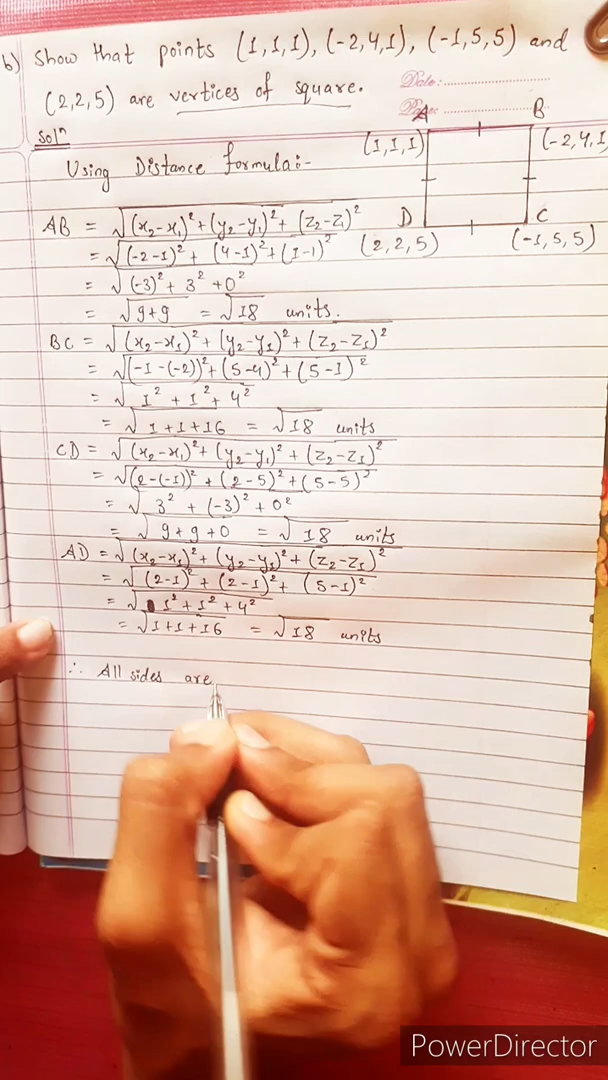 b) Show that points (1,1,1), (-2,4,1), (-1,5,5) and
(2,2,5) are vertices of square.
Date:
Solⁿ
Using Distance formula:-
A B
(1,1,1) (-2,4,1
D C
(2,2,5) (-1,5,5)
AB = √(x₂-x₁)²+(y₂-y₁)²+(z₂-z₁)²
= √(-2-1)²+ (4-1)²+(1-1)²
= √(-3)²+ 3²+0²
= √9+9 = √18 units.
BC = √(x₂-x₁)²+(y₂-y₁)²+(z₂-z₁)²
= √(-1-(-2))²+(5-4)²+(5-1)²
= √1²+1²+4²
= √1+1+16 = √18 units
CD = √(x₂-x₁)²+(y₂-y₁)²+(z₂-z₁)²
= √(2-(-1))²+(2-5)²+(5-5)²
= √3²+(-3)²+0²
= √9+9+0 = √18 units
AD = √(x₂-x₁)²+(y₂-y₁)²+(z₂-z₁)²
= √(2-1)²+(2-1)²+(5-1)²
= √1²+1²+4²
= √1+1+16 = √18 units
∴ All sides are
PowerDirector